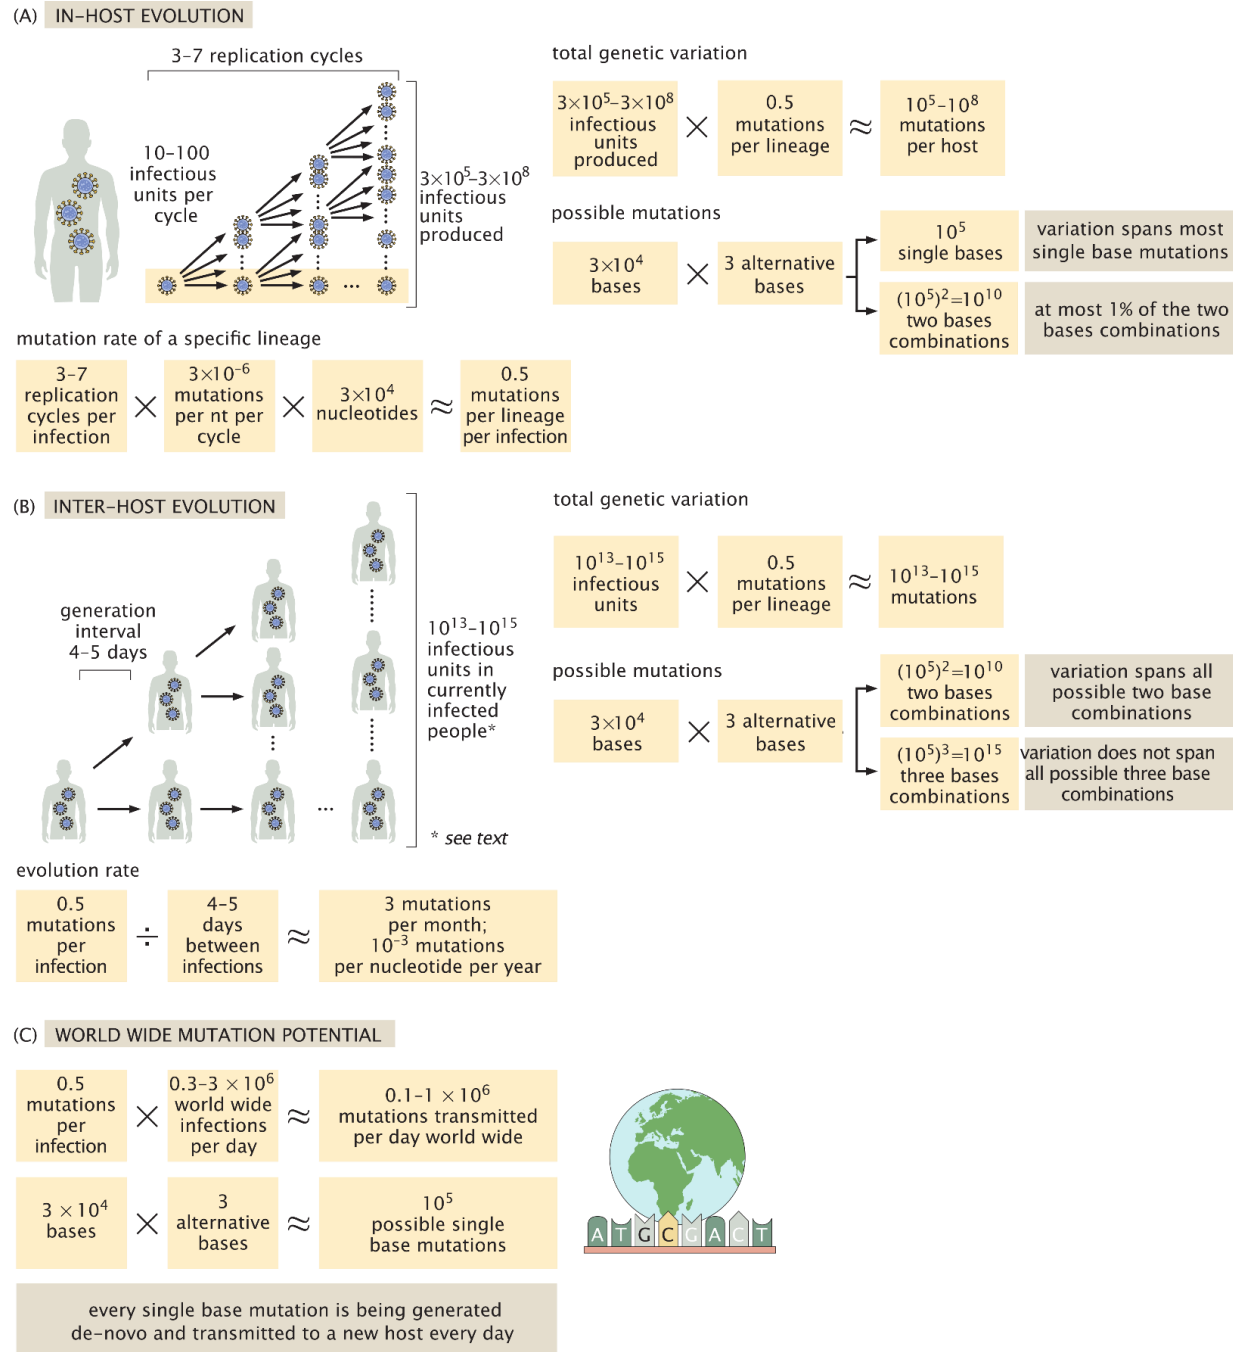 (A) IN-HOST EVOLUTION
3–7 replication cycles
10–100
infectious
units per
cycle
3×10⁵–3×10⁸
infectious
units
produced
mutation rate of a specific lineage
3–7
replication
cycles per
infection
×
3×10⁻⁶
mutations
per nt per
cycle
×
3×10⁴
nucleotides
≈
0.5
mutations
per lineage
per infection
total genetic variation
3×10⁵–3×10⁸
infectious
units
produced
×
0.5
mutations
per lineage
≈
10⁵–10⁸
mutations
per host
possible mutations
3×10⁴
bases
×
3 alternative
bases
10⁵
single bases
variation spans most
single base mutations
(10⁵)²=10¹⁰
two bases
combinations
at most 1% of the two
bases combinations
(B) INTER-HOST EVOLUTION
generation
interval
4–5 days
...
10¹³–10¹⁵
infectious
units in
currently
infected
people*
* see text
evolution rate
0.5
mutations
per
infection
÷
4–5
days
between
infections
≈
3 mutations
per month;
10⁻³ mutations
per nucleotide per year
total genetic variation
10¹³–10¹⁵
infectious
units
×
0.5
mutations
per lineage
≈
10¹³–10¹⁵
mutations
possible mutations
3×10⁴
bases
×
3 alternative
bases
(10⁵)²=10¹⁰
two bases
combinations
variation spans all
possible two base
combinations
(10⁵)³=10¹⁵
three bases
combinations
variation does not span
all possible three base
combinations
(C) WORLD WIDE MUTATION POTENTIAL
0.5
mutations
per
infection
×
0.3–3 × 10⁶
world wide
infections
per day
≈
0.1–1 × 10⁶
mutations transmitted
per day world wide
3 × 10⁴
bases
×
3
alternative
bases
≈
10⁵
possible single
base mutations
every single base mutation is being generated
de-novo and transmitted to a new host every day
A T G C G A C T